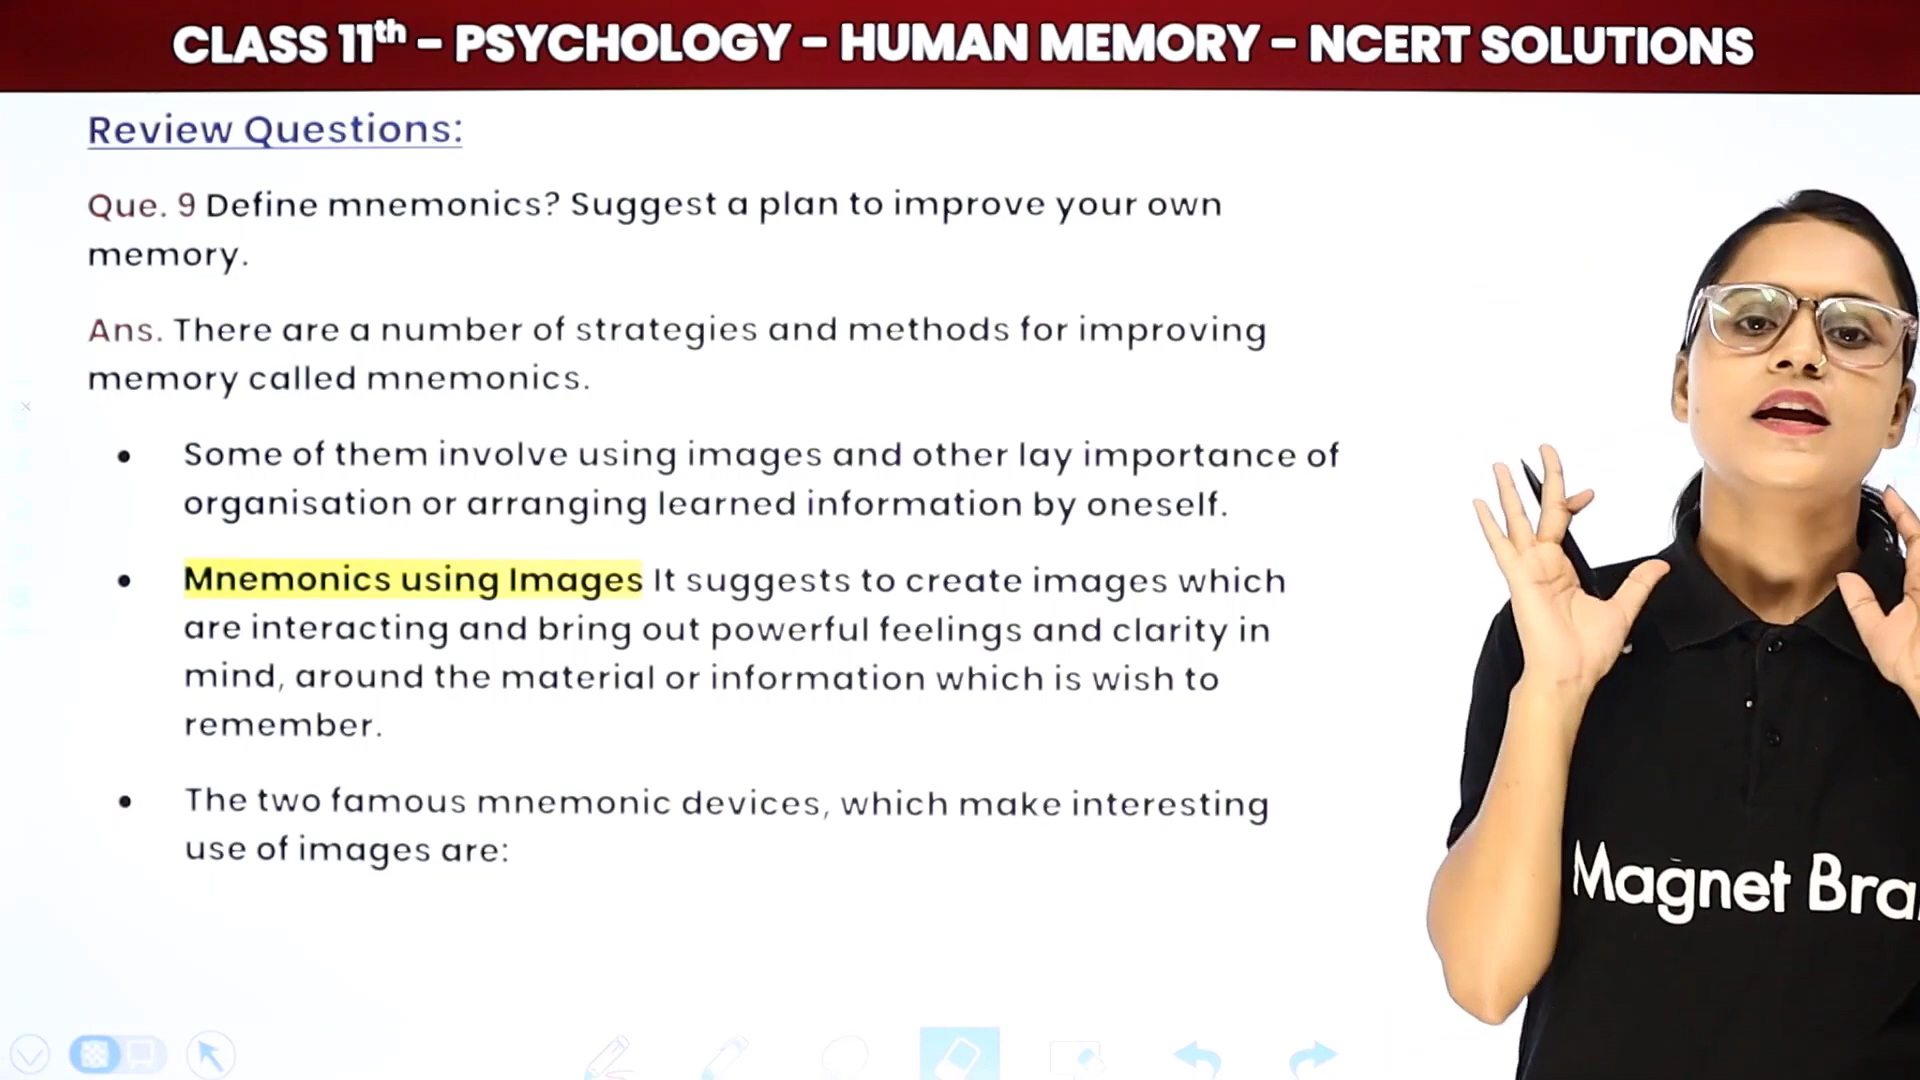 CLASS 11th – PSYCHOLOGY – HUMAN MEMORY – NCERT SOLUTIONS
Review Questions:
Que. 9 Define mnemonics? Suggest a plan to improve your own
memory.
Ans. There are a number of strategies and methods for improving
memory called mnemonics.
• Some of them involve using images and other lay importance of
organisation or arranging learned information by oneself.
• Mnemonics using Images It suggests to create images which
are interacting and bring out powerful feelings and clarity in
mind, around the material or information which is wish to
remember.
• The two famous mnemonic devices, which make interesting
use of images are:
Magnet Bra